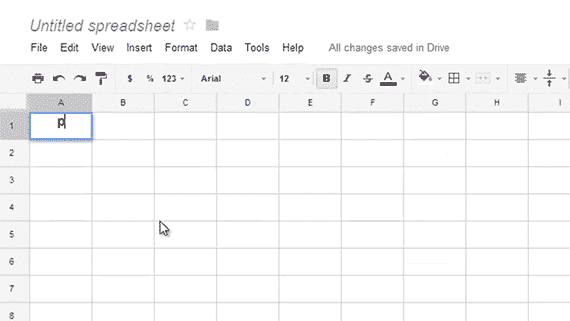 Untitled spreadsheet
File Edit View Insert Format Data Tools Help All changes saved in Drive
$ % 123 Arial 12 B I S A
A B C D E F G H I
1 p
2
3
4
5
6
7
8